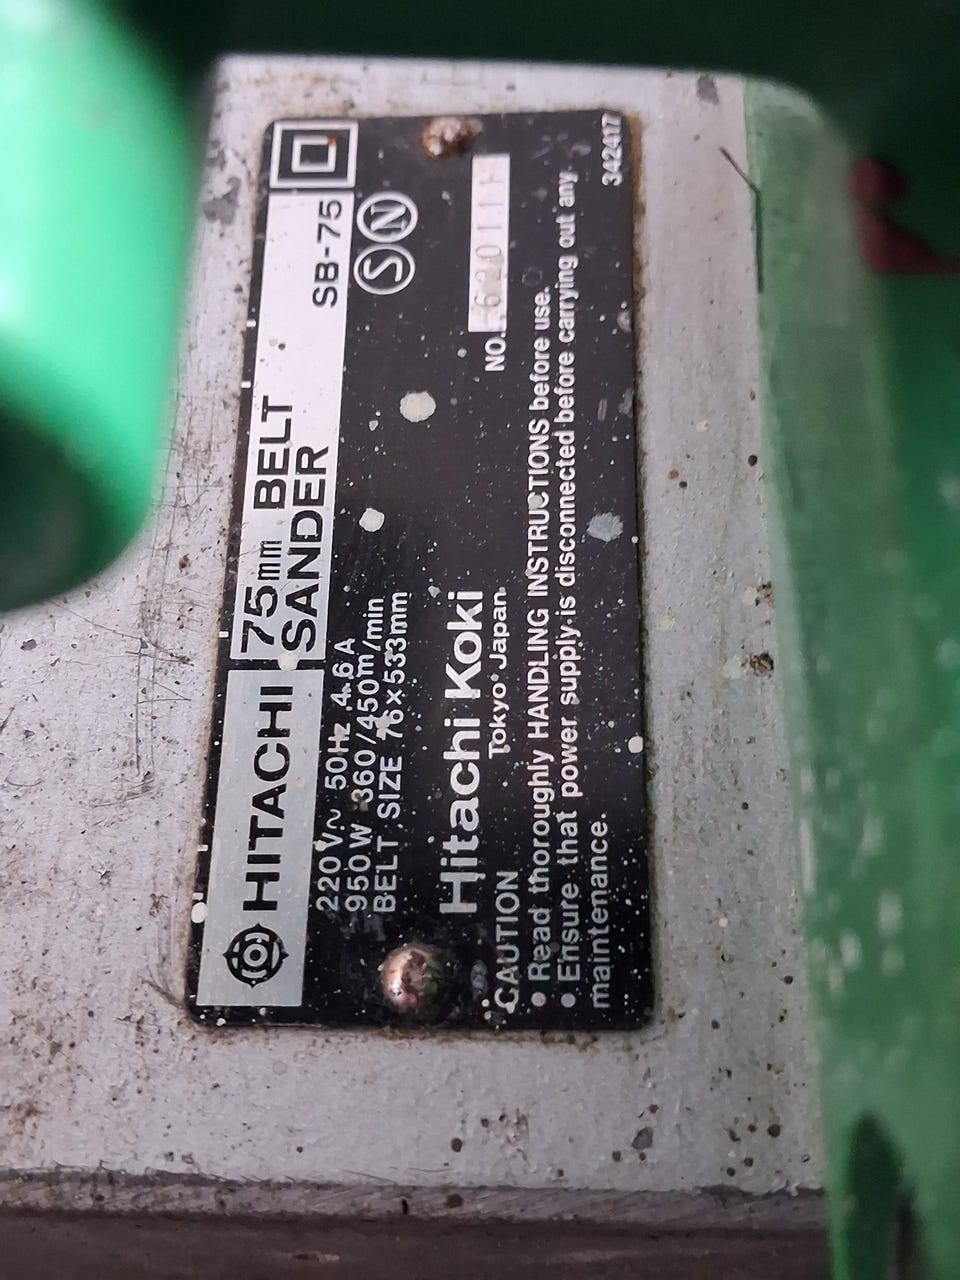 HITACHI 75mm BELT SANDER SB-75
220V~ 50Hz 4.6A
950W 360/450m/min
BELT SIZE 76×533mm
S N
Hitachi Koki
Tokyo Japan
NO.
CAUTION
• Read thoroughly HANDLING INSTRUCTIONS before use.
• Ensure that power supply is disconnected before carrying out any
maintenance.
342417